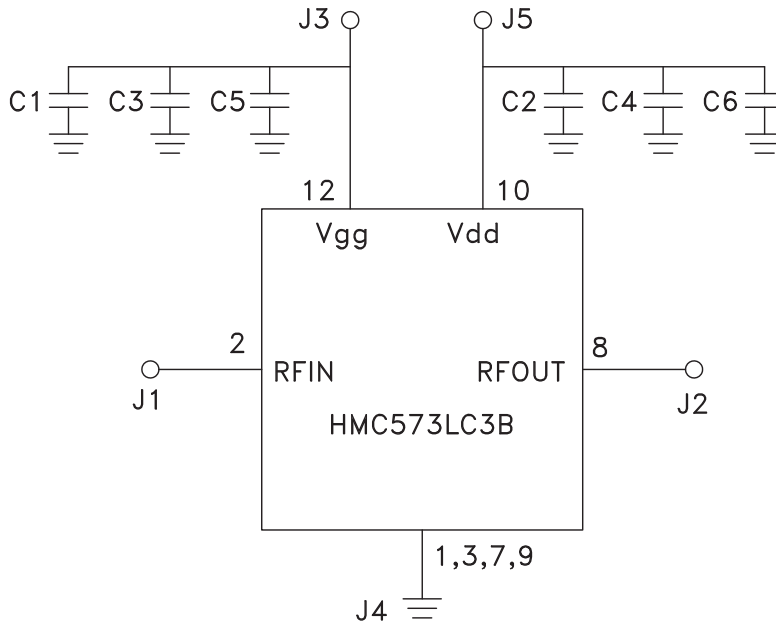 J3 J5
C1 C3 C5 C2 C4 C6
12 10
Vgg Vdd
2 8
RFIN RFOUT
J1 J2
HMC573LC3B
1,3,7,9
J4